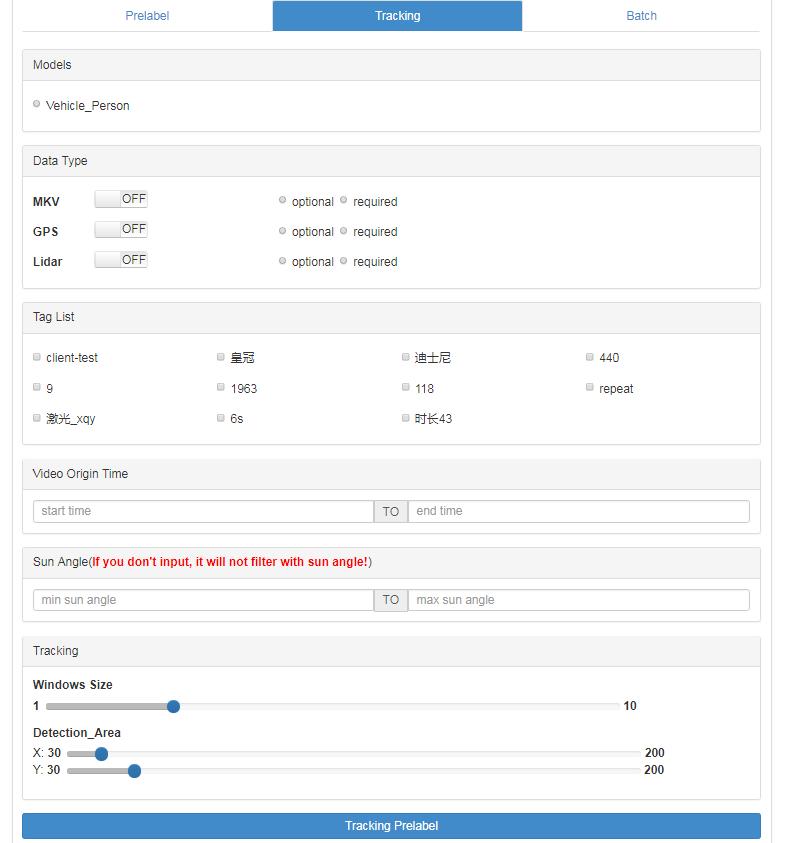 Prelabel Tracking Batch
Models
Vehicle_Person
Data Type
MKV OFF optional required
GPS OFF optional required
Lidar OFF optional required
Tag List
client-test 皇冠 迪士尼 440
9 1963 118 repeat
激光_xqy 6s 时长43
Video Origin Time
start time TO end time
Sun Angle(If you don't input, it will not filter with sun angle!)
min sun angle TO max sun angle
Tracking
Windows Size
1 10
Detection_Area
X: 30 200
Y: 30 200
Tracking Prelabel